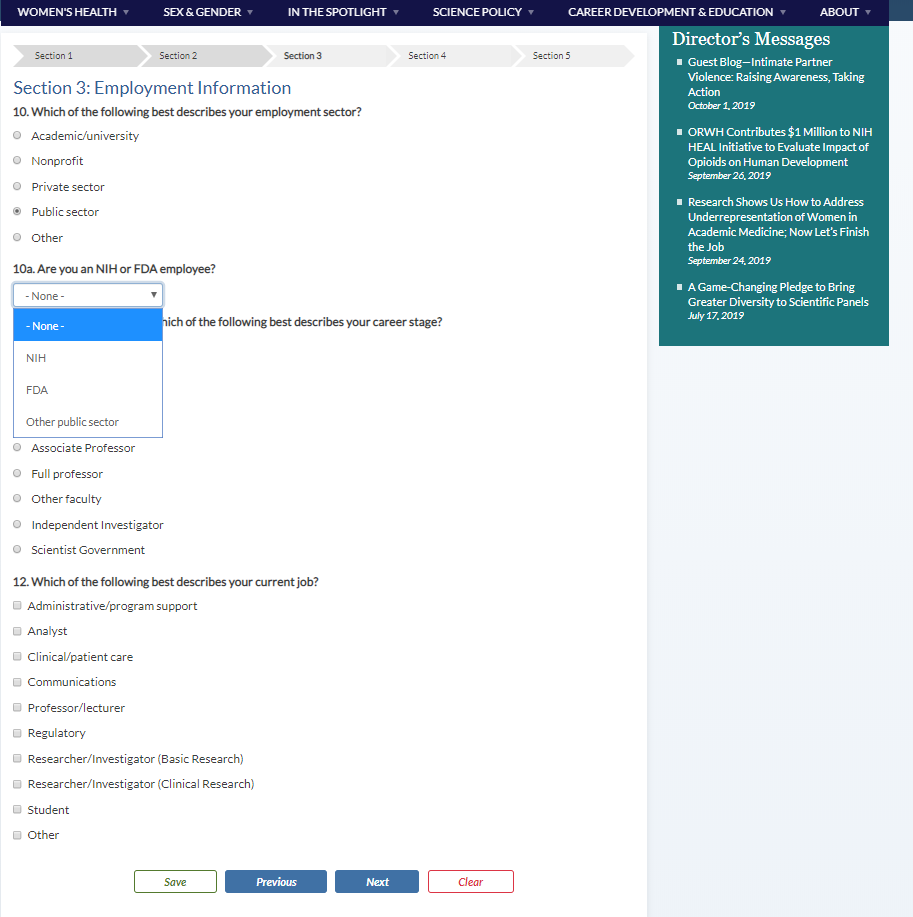 WOMEN'S HEALTH
SEX & GENDER
IN THE SPOTLIGHT
SCIENCE POLICY
CAREER DEVELOPMENT & EDUCATION
ABOUT
Section 1
Section 2
Section 3
Section 4
Section 5
Section 3: Employment Information
10. Which of the following best describes your employment sector?
Academic/university
Nonprofit
Private sector
Public sector
Other
10a. Are you an NIH or FDA employee?
- None -
- None -
NIH
FDA
Other public sector
hich of the following best describes your career stage?
Associate Professor
Full professor
Other faculty
Independent Investigator
Scientist Government
12. Which of the following best describes your current job?
Administrative/program support
Analyst
Clinical/patient care
Communications
Professor/lecturer
Regulatory
Researcher/Investigator (Basic Research)
Researcher/Investigator (Clinical Research)
Student
Other
Save
Previous
Next
Clear
Director's Messages
Guest Blog—Intimate Partner
Violence: Raising Awareness, Taking
Action
October 1, 2019
ORWH Contributes $1 Million to NIH
HEAL Initiative to Evaluate Impact of
Opioids on Human Development
September 26, 2019
Research Shows Us How to Address
Underrepresentation of Women in
Academic Medicine; Now Let's Finish
the Job
September 24, 2019
A Game-Changing Pledge to Bring
Greater Diversity to Scientific Panels
July 17, 2019